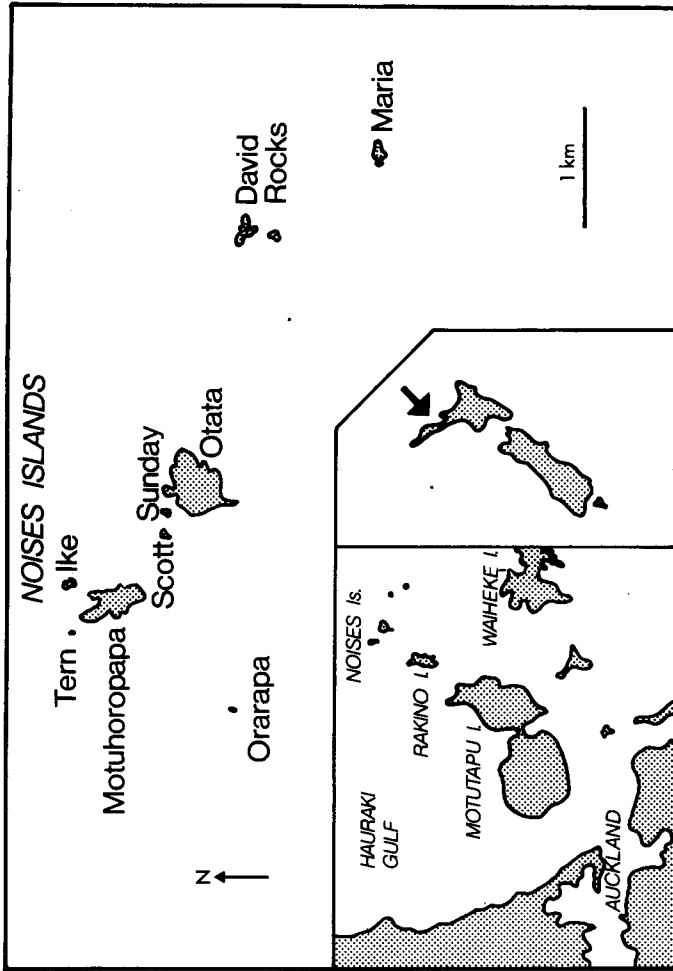 NOISES ISLANDS
Tern
Ike
Motuhoropapa
Scott
Sunday
Otata
Orarapa
David
Rocks
Maria
N
1 km
HAURAKI
GULF
NOISES Is.
RAKINO I.
MOTUTAPU I.
WAIHEKE I.
AUCKLAND